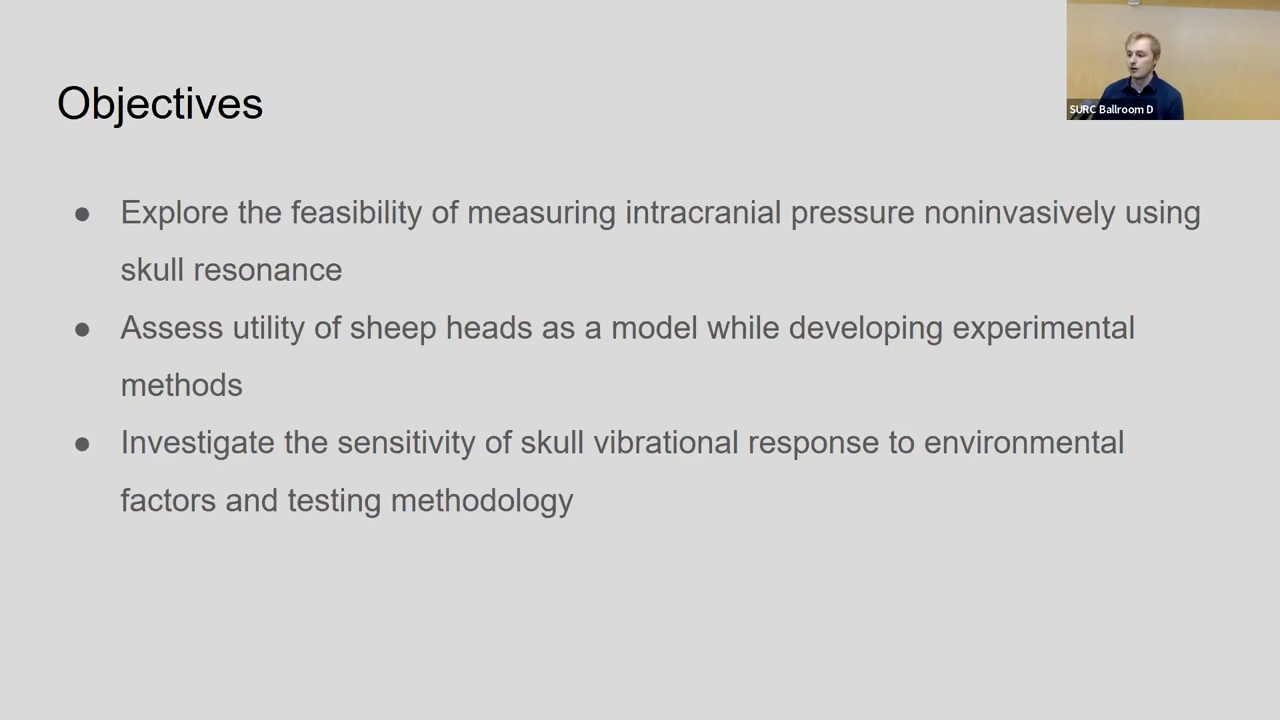 Objectives
SURC Ballroom D
● Explore the feasibility of measuring intracranial pressure noninvasively using
skull resonance
● Assess utility of sheep heads as a model while developing experimental
methods
● Investigate the sensitivity of skull vibrational response to environmental
factors and testing methodology